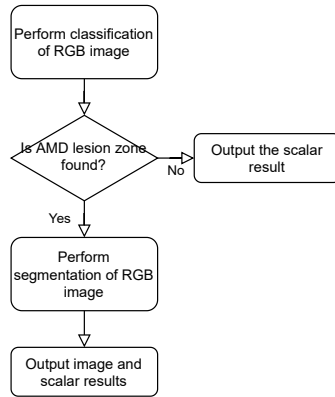 Perform classification
of RGB image
Is AMD lesion zone
found?
No
Output the scalar
result
Yes
Perform
segmentation of RGB
image
Output image and
scalar results